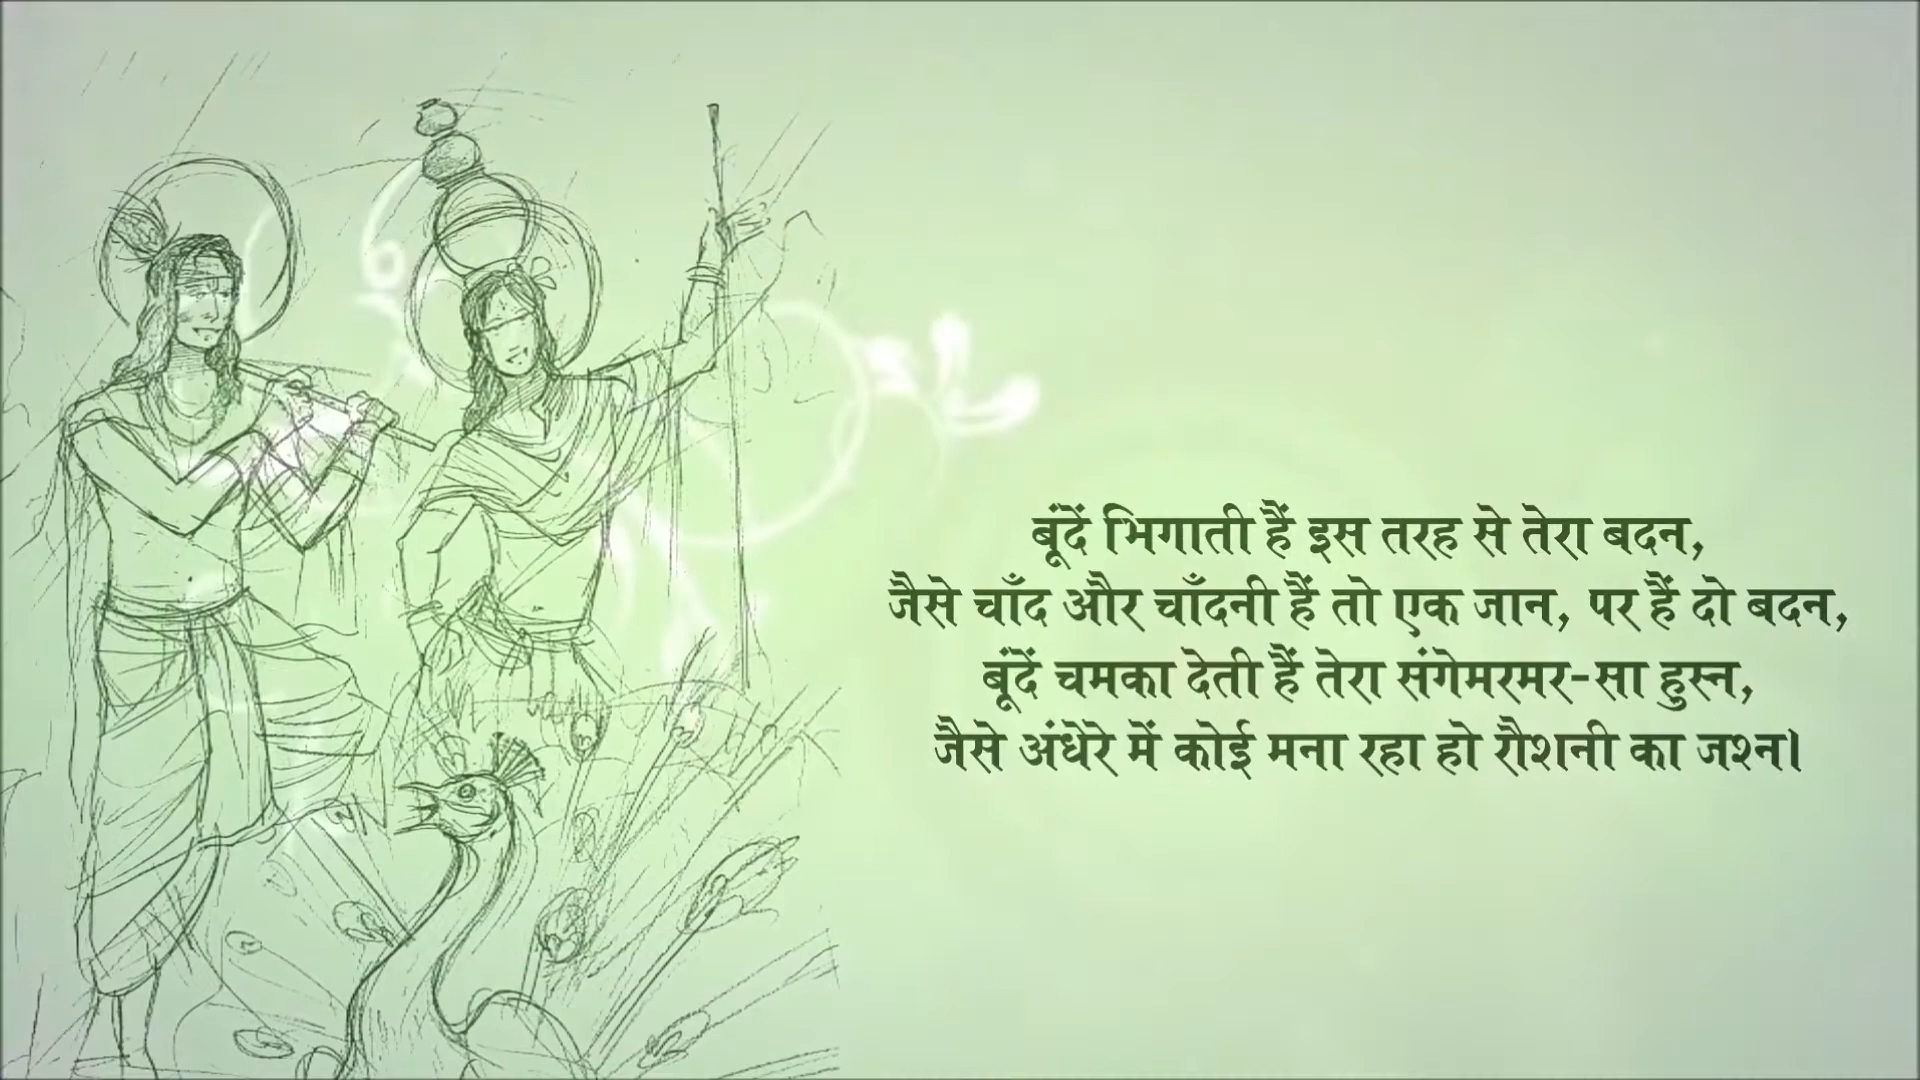 बूंदें भिगाती हैं इस तरह से तेरा बदन,
जैसे चाँद और चाँदनी हैं तो एक जान, पर हैं दो बदन,
बूंदें चमका देती हैं तेरा संगेमरमर-सा हुस्न,
जैसे अंधेरे में कोई मना रहा हो रौशनी का जश्न।